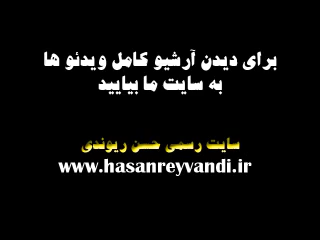 برای دیدن آرشیو کامل ویدئو ها
به سایت ما بیایید
سایت رسمی حسن ریوندی
www.hasanreyvandi.ir